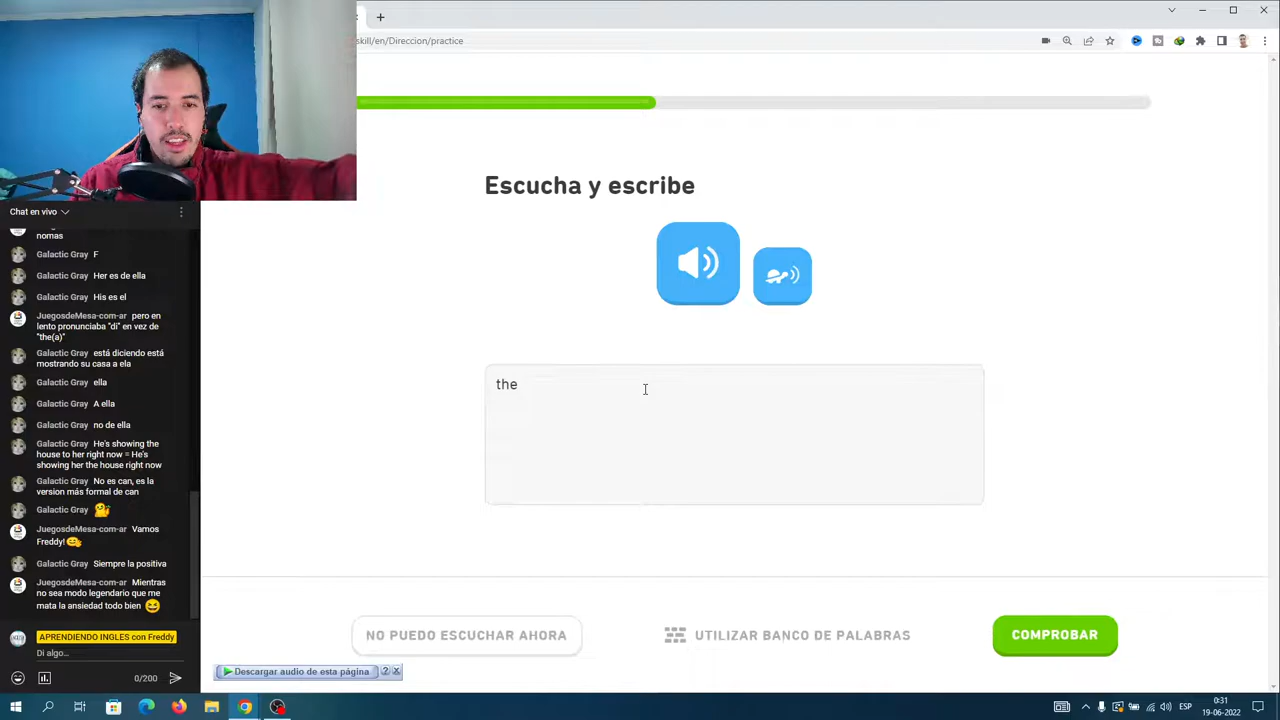 skill/en/Direccion/practice
Chat en vivo
nomas
Galactic Gray F
Galactic Gray Her es de ella
Galactic Gray His es el
JuegosdeMesa-com-ar pero en
lento pronunciaba "di" en vez de
"the(a)"
Galactic Gray está diciendo está
mostrando su casa a ela
Galactic Gray ella
Galactic Gray A ella
Galactic Gray no de ella
Galactic Gray He's showing the
house to her right now = He's
showing her the house right now
Galactic Gray No es can, es la
version más formal de can
Galactic Gray
JuegosdeMesa-com-ar Vamos
Freddy!
Galactic Gray Siempre la positiva
JuegosdeMesa-com-ar Mientras
no sea modo legendario que me
mata la ansiedad todo bien
APRENDIENDO INGLES con Freddy
Di algo...
0/200
Escucha y escribe
the
NO PUEDO ESCUCHAR AHORA
UTILIZAR BANCO DE PALABRAS
COMPROBAR
Descargar audio de esta página ? x
ESP
0:31
19-06-2022